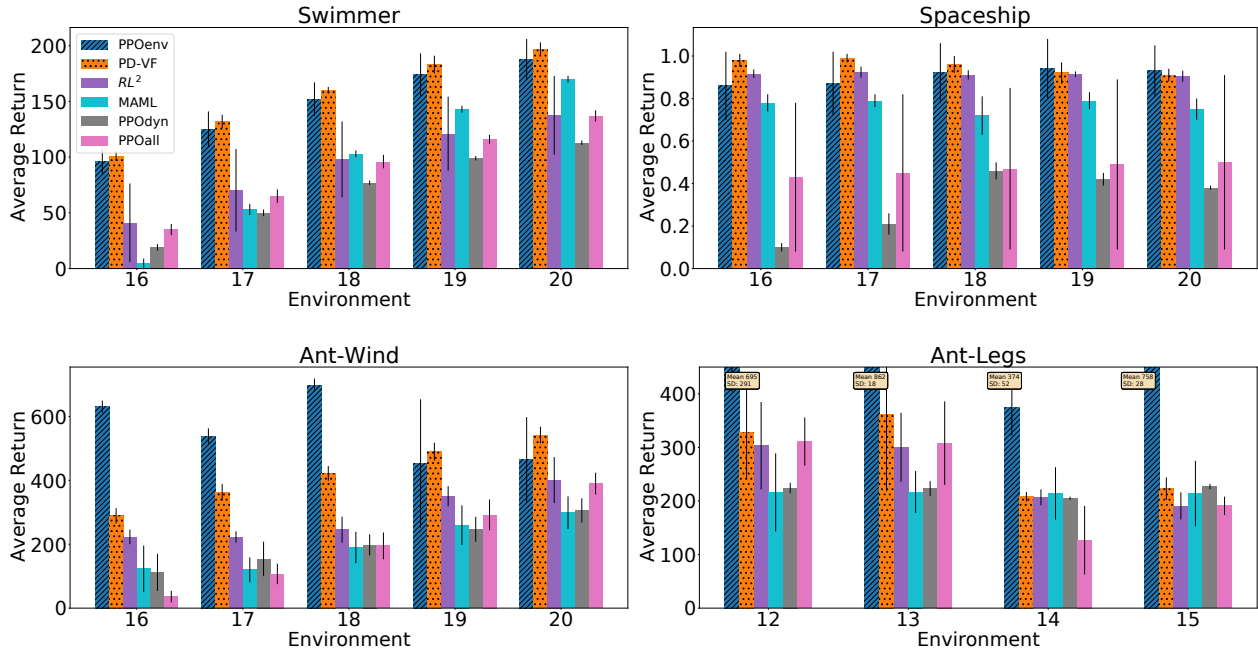 Swimmer
Average Return
200
150
100
50
0
PPOenv
PD-VF
RL²
MAML
PPOdyn
PPOall
16 17 18 19 20
Environment
Spaceship
Average Return
1.0
0.8
0.6
0.4
0.2
0.0
16 17 18 19 20
Environment
Ant-Wind
Average Return
600
400
200
0
16 17 18 19 20
Environment
Ant-Legs
Average Return
400
300
200
100
0
Mean 695
SD: 291
Mean 862
SD: 18
Mean 374
SD: 52
Mean 758
SD: 28
12 13 14 15
Environment